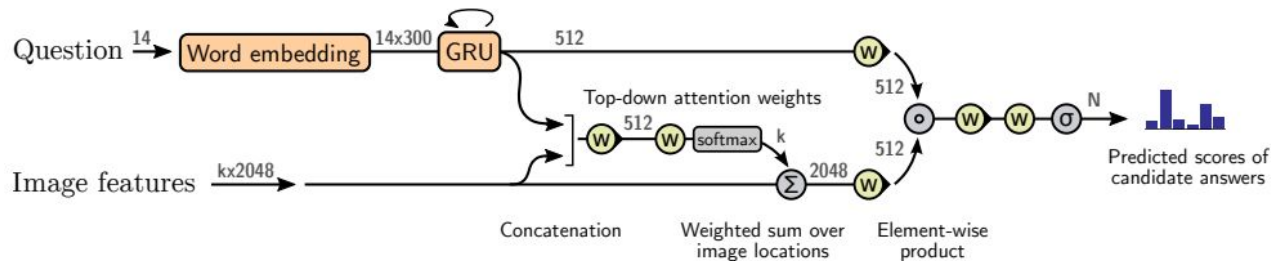 Question
14
Word embedding
14x300
GRU
512
W
512
Top-down attention weights
W
512
W
softmax
k
N
W
W
σ
Image features
kx2048
Σ
2048
W
512
Predicted scores of
candidate answers
Concatenation
Weighted sum over
image locations
Element-wise
product